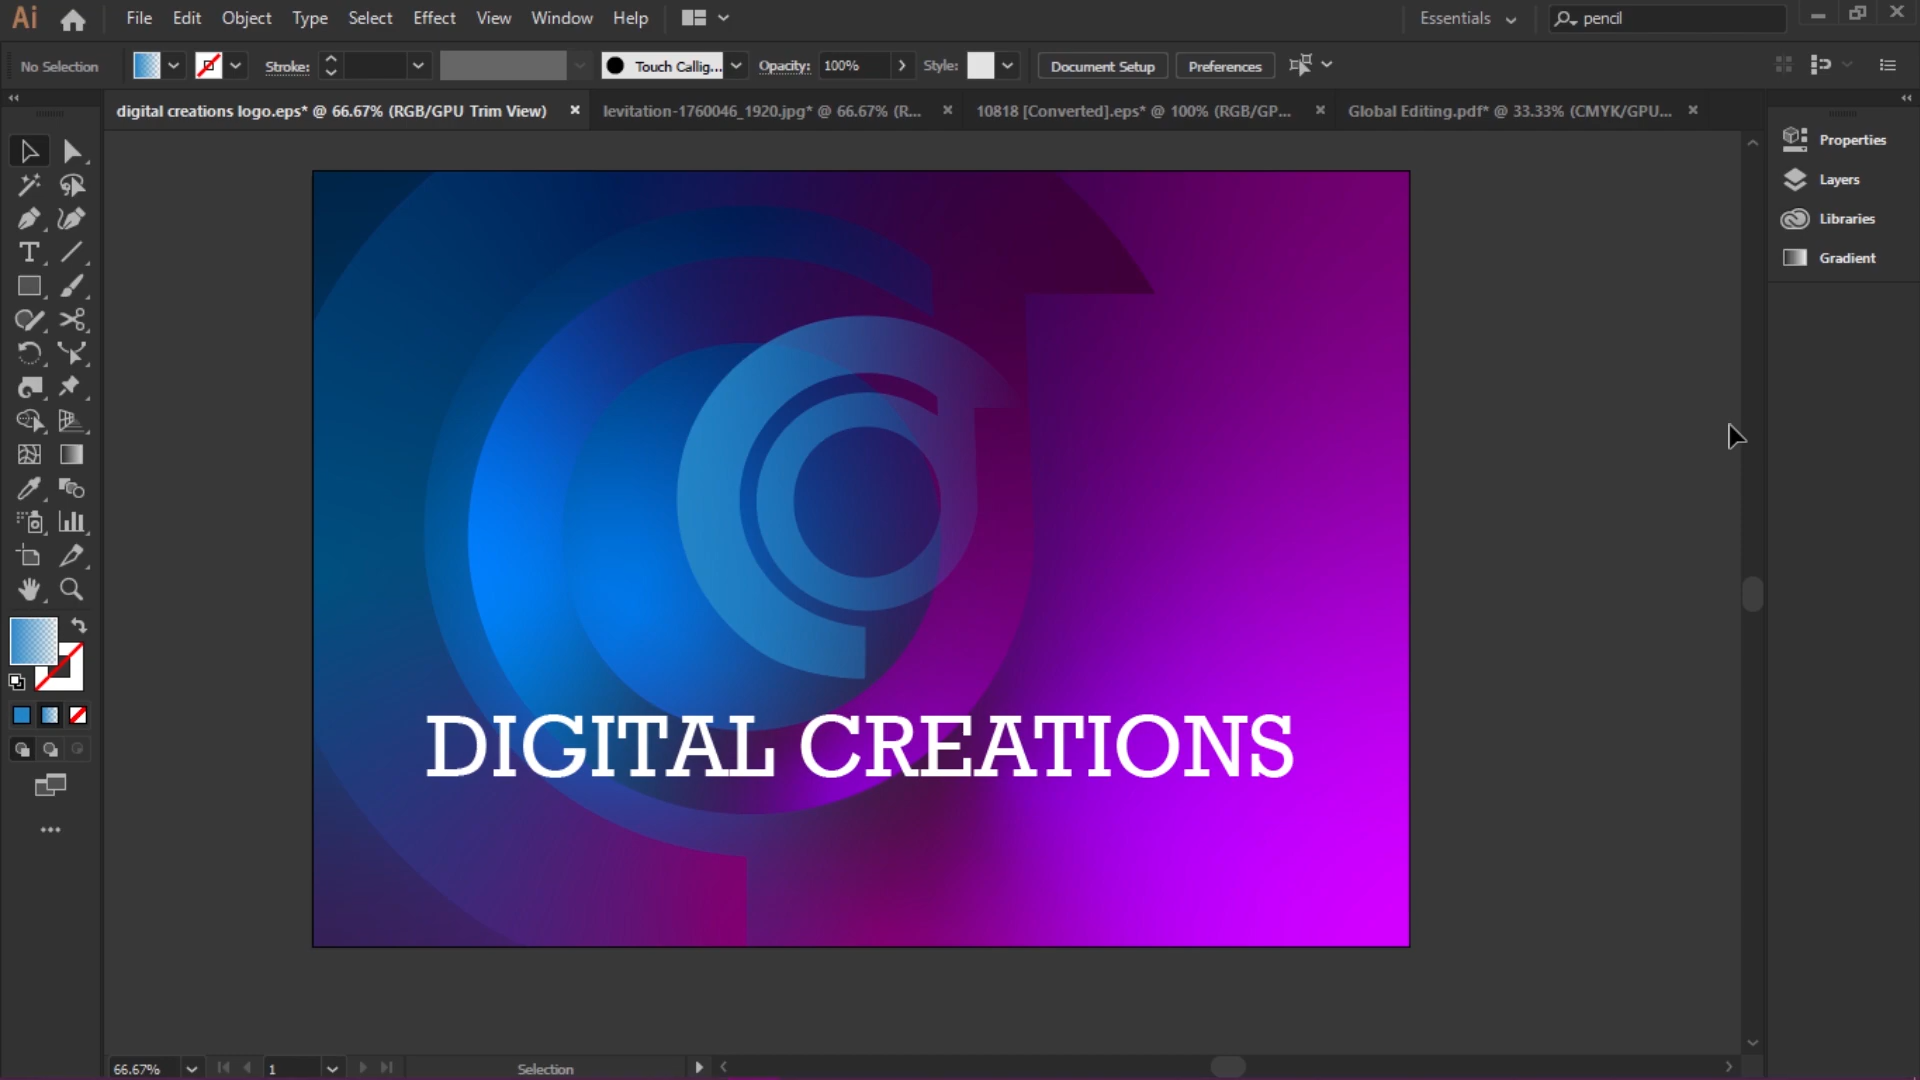 Ai File Edit Object Type Select Effect View Window Help Essentials pencil
No Selection Stroke: Touch Callig... Opacity: 100% Style: Document Setup Preferences
digital creations logo.eps* @ 66.67% (RGB/GPU Trim View) levitation-1760046_1920.jpg* @ 66.67% (R... 10818 [Converted].eps* @ 100% (RGB/GP... Global Editing.pdf* @ 33.33% (CMYK/GPU...
Properties
Layers
Libraries
Gradient
DIGITAL CREATIONS
66.67% 1 Selection